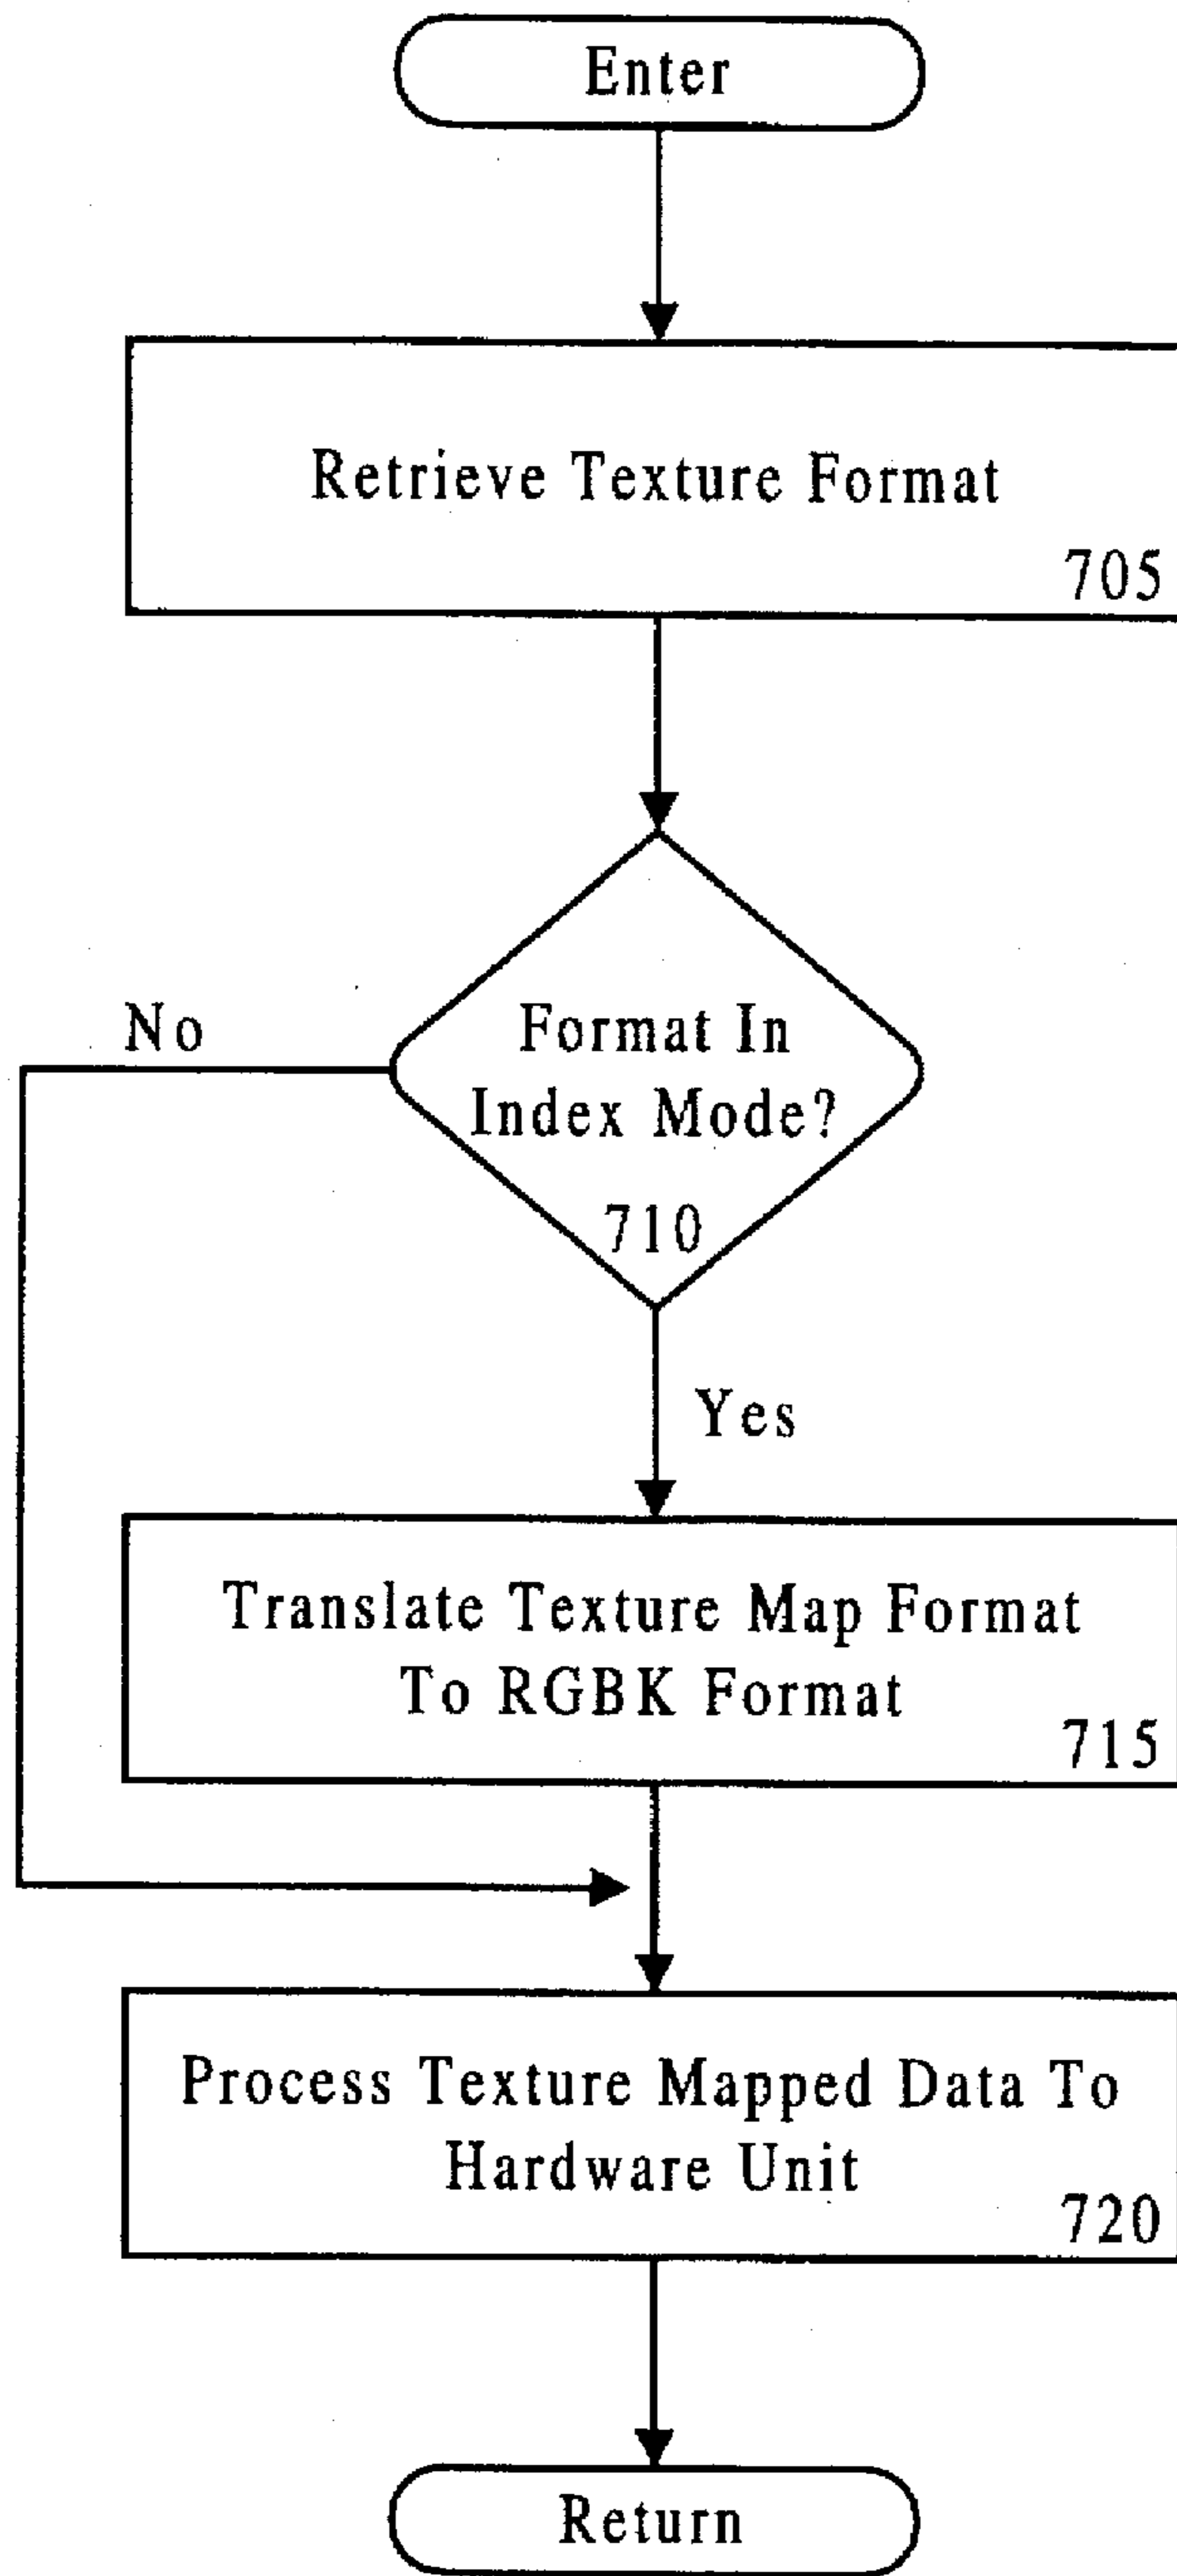 Enter
Retrieve Texture Format
705
No
Format In
Index Mode?
710
Yes
Translate Texture Map Format
To RGBK Format
715
Process Texture Mapped Data To
Hardware Unit
720
Return